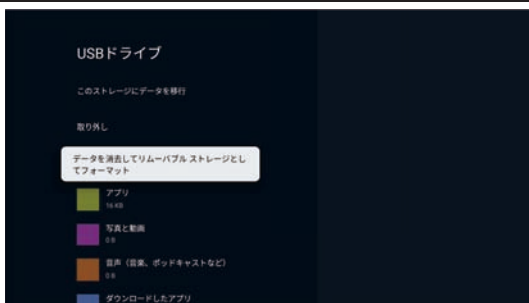 USBドライブ
このストレージにデータを移行
取り外し
データを消去してリムーバブル ストレージとし
てフォーマット
アプリ
16 KB
写真と動画
0 B
音声（音楽、ポッドキャストなど）
0 B
ダウンロードしたアプリ